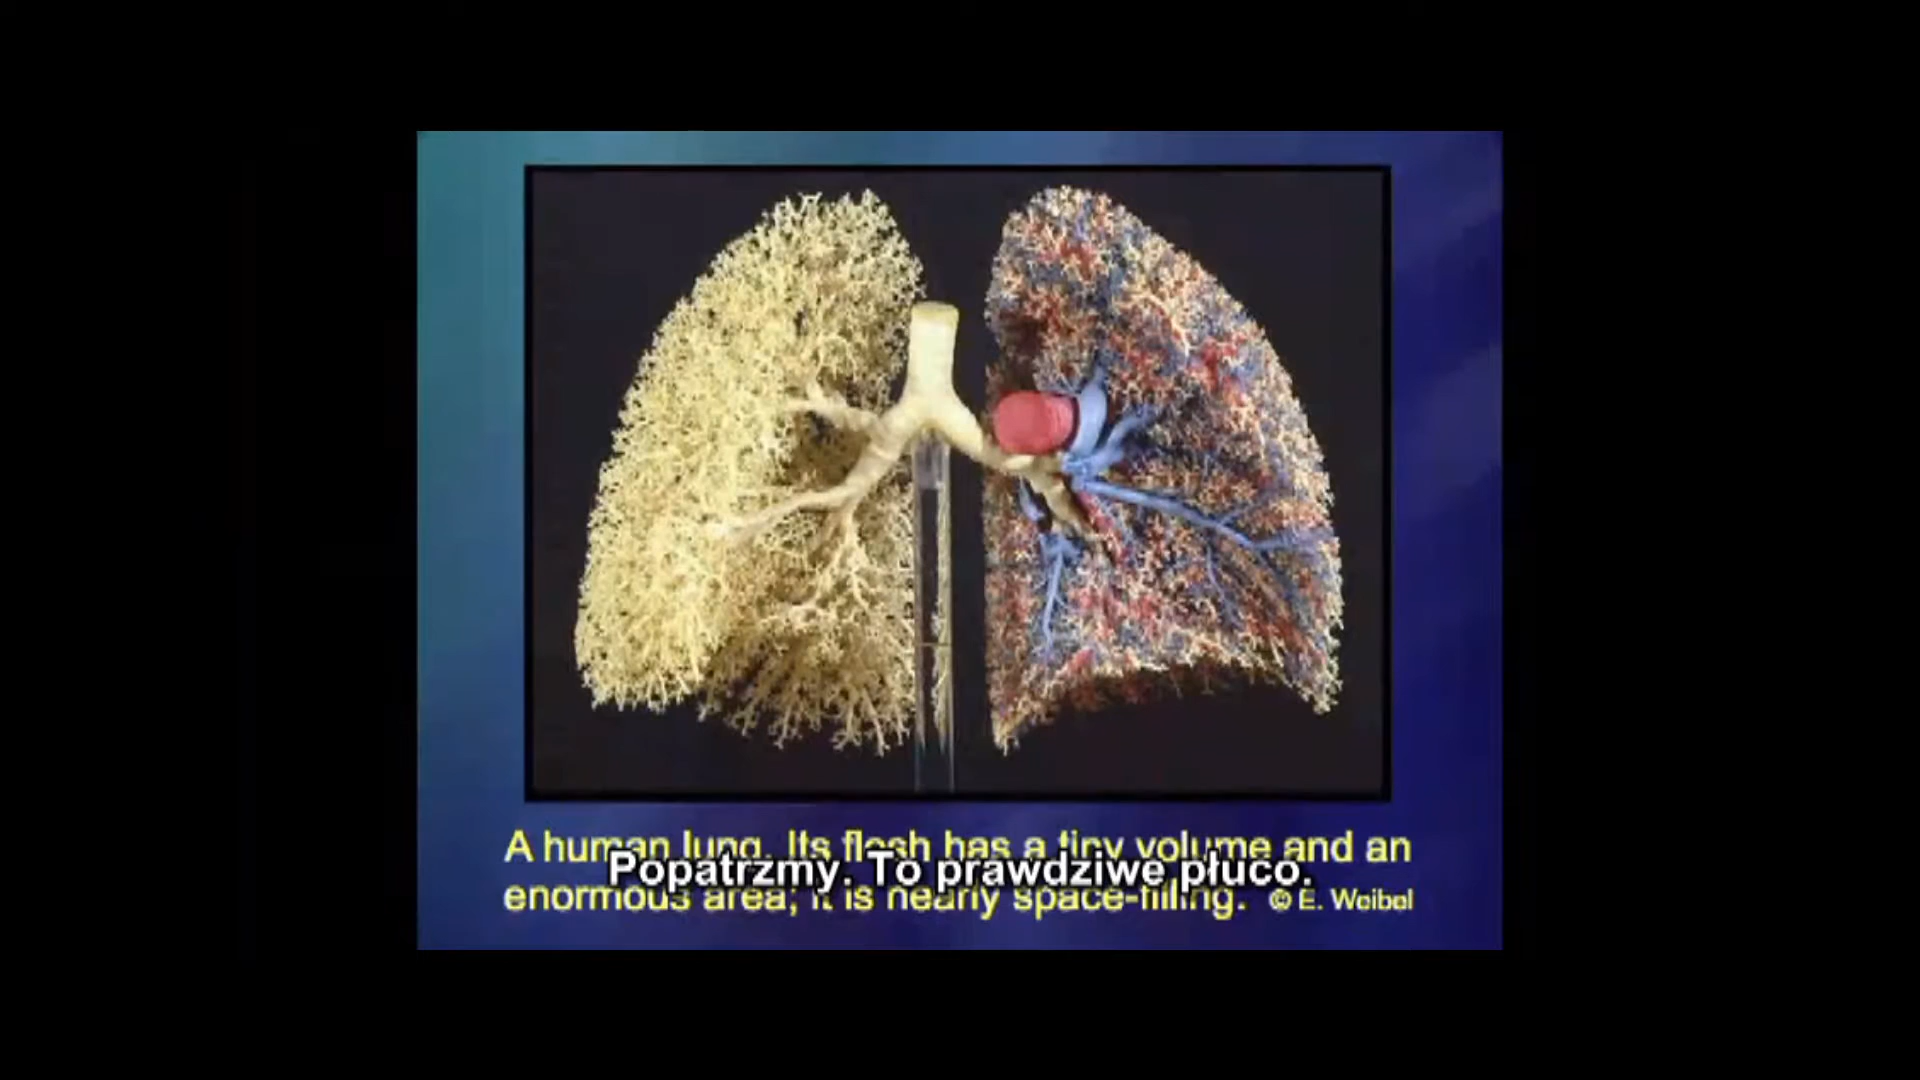 A human lung. Its flesh has a tiny volume and an
Popatrzmy. To prawdziwe płuco.
enormous area; it is nearly space-filling. © E. Weibel